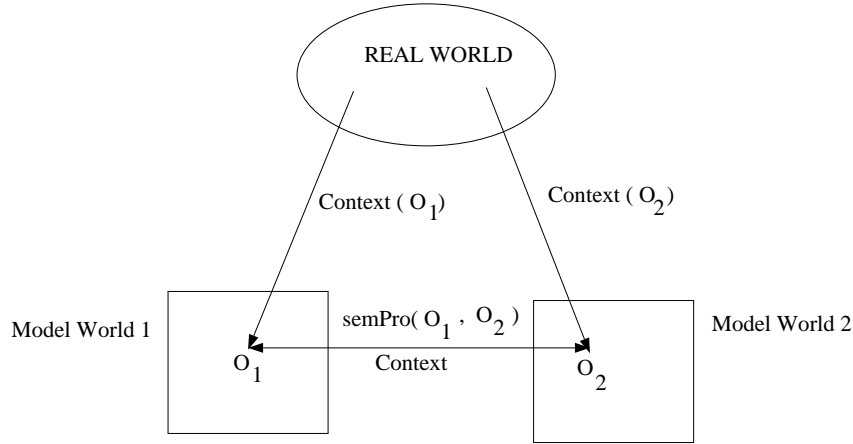 REAL WORLD
Context ( O1)
Context ( O2)
Model World 1
semPro( O1 , O2 )
Model World 2
O1
Context
O2